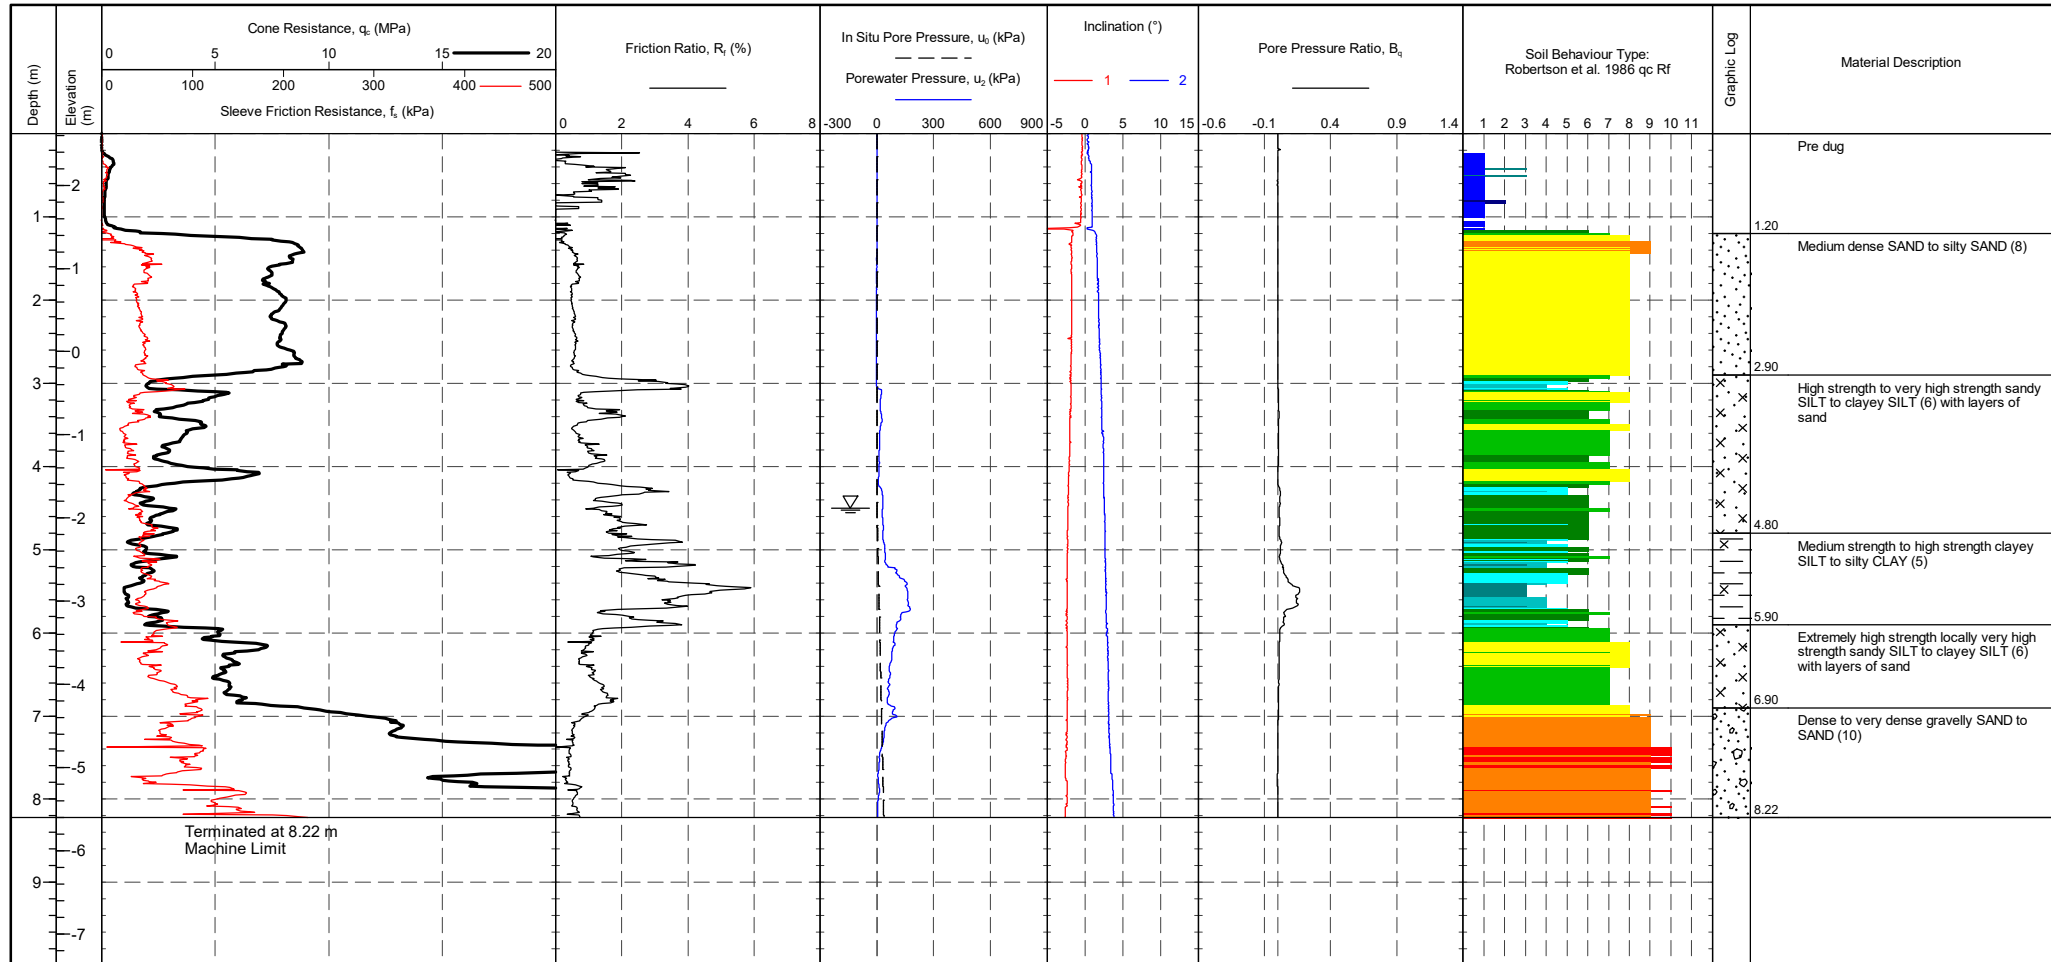 Depth (m)
Elevation
(m)
Cone Resistance, qc (MPa)
0 5 10 15 20
0 100 200 300 400 500
Sleeve Friction Resistance, fs (kPa)
Friction Ratio, Rf (%)
0 2 4 6 8
In Situ Pore Pressure, u0 (kPa)
Porewater Pressure, u2 (kPa)
-300 0 300 600 900
Inclination (°)
1 2
-5 0 5 10 15
Pore Pressure Ratio, Bq
-0.6 -0.1 0.4 0.9 1.4
Soil Behaviour Type:
Robertson et al. 1986 qc Rf
1 2 3 4 5 6 7 8 9 10 11
Graphic Log
Material Description
Pre dug
-2
1
1.20
Medium dense SAND to silty SAND (8)
-1
2
-0
2.90
3
High strength to very high strength sandy
SILT to clayey SILT (6) with layers of
sand
-1
4
-2
4.80
5
Medium strength to high strength clayey
SILT to silty CLAY (5)
-3
5.90
6
Extremely high strength locally very high
strength sandy SILT to clayey SILT (6)
with layers of sand
-4
6.90
7
Dense to very dense gravelly SAND to
SAND (10)
-5
8
8.22
Terminated at 8.22 m
Machine Limit
-6
9
-7